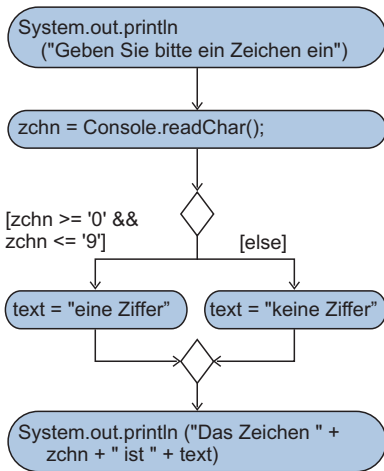 System.out.println
("Geben Sie bitte ein Zeichen ein")
zchn = Console.readChar();
[zchn >= '0' &&
zchn <= '9']
[else]
text = "eine Ziffer”
text = "keine Ziffer”
System.out.println ("Das Zeichen " +
zchn + " ist " + text)